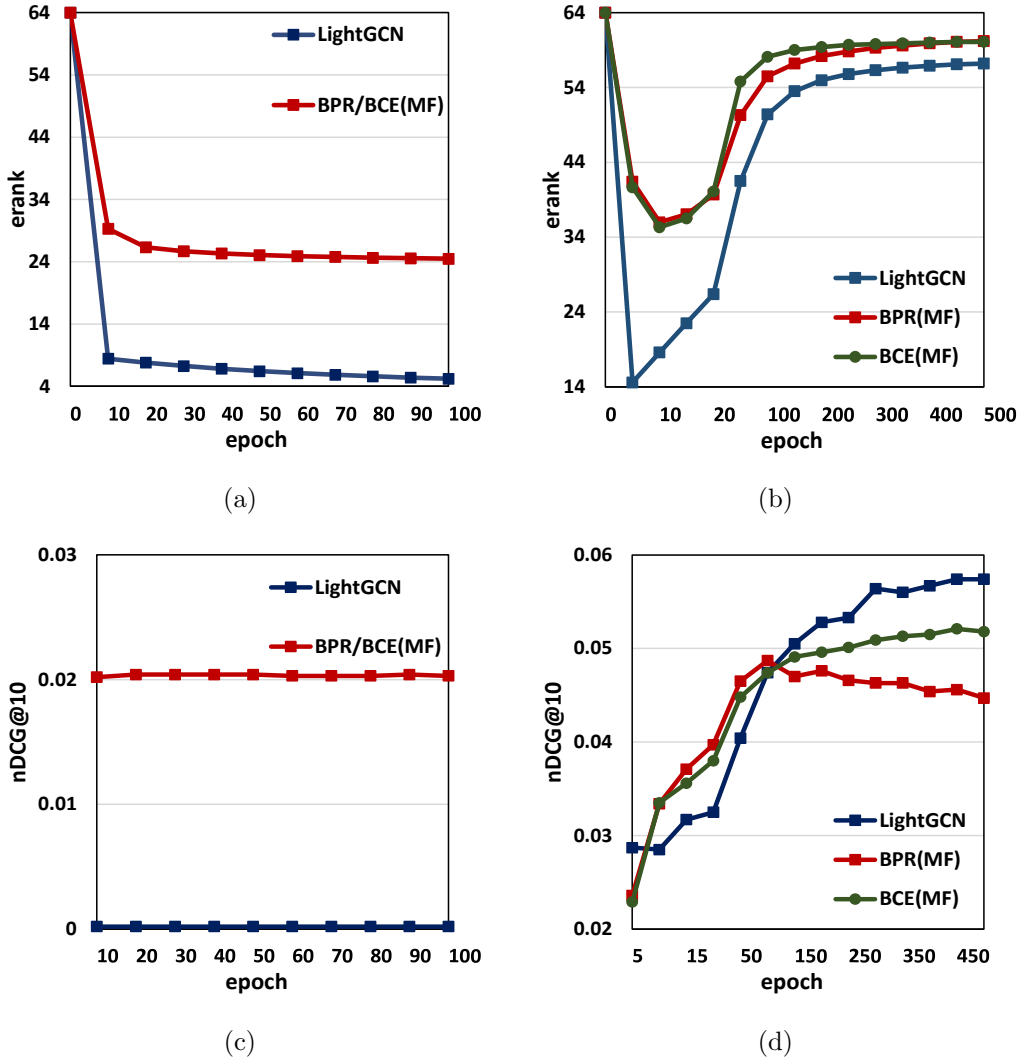 64
54
44
34
24
14
4
erank
LightGCN
BPR/BCE(MF)
0 10 20 30 40 50 60 70 80 90 100
epoch
(a)
64
54
44
34
24
14
erank
LightGCN
BPR(MF)
BCE(MF)
0 10 20 100 200 300 400 500
epoch
(b)
0.03
0.02
0.01
0
nDCG@10
LightGCN
BPR/BCE(MF)
10 20 30 40 50 60 70 80 90 100
epoch
(c)
0.06
0.05
0.04
0.03
0.02
nDCG@10
LightGCN
BPR(MF)
BCE(MF)
5 15 50 150 250 350 450
epoch
(d)